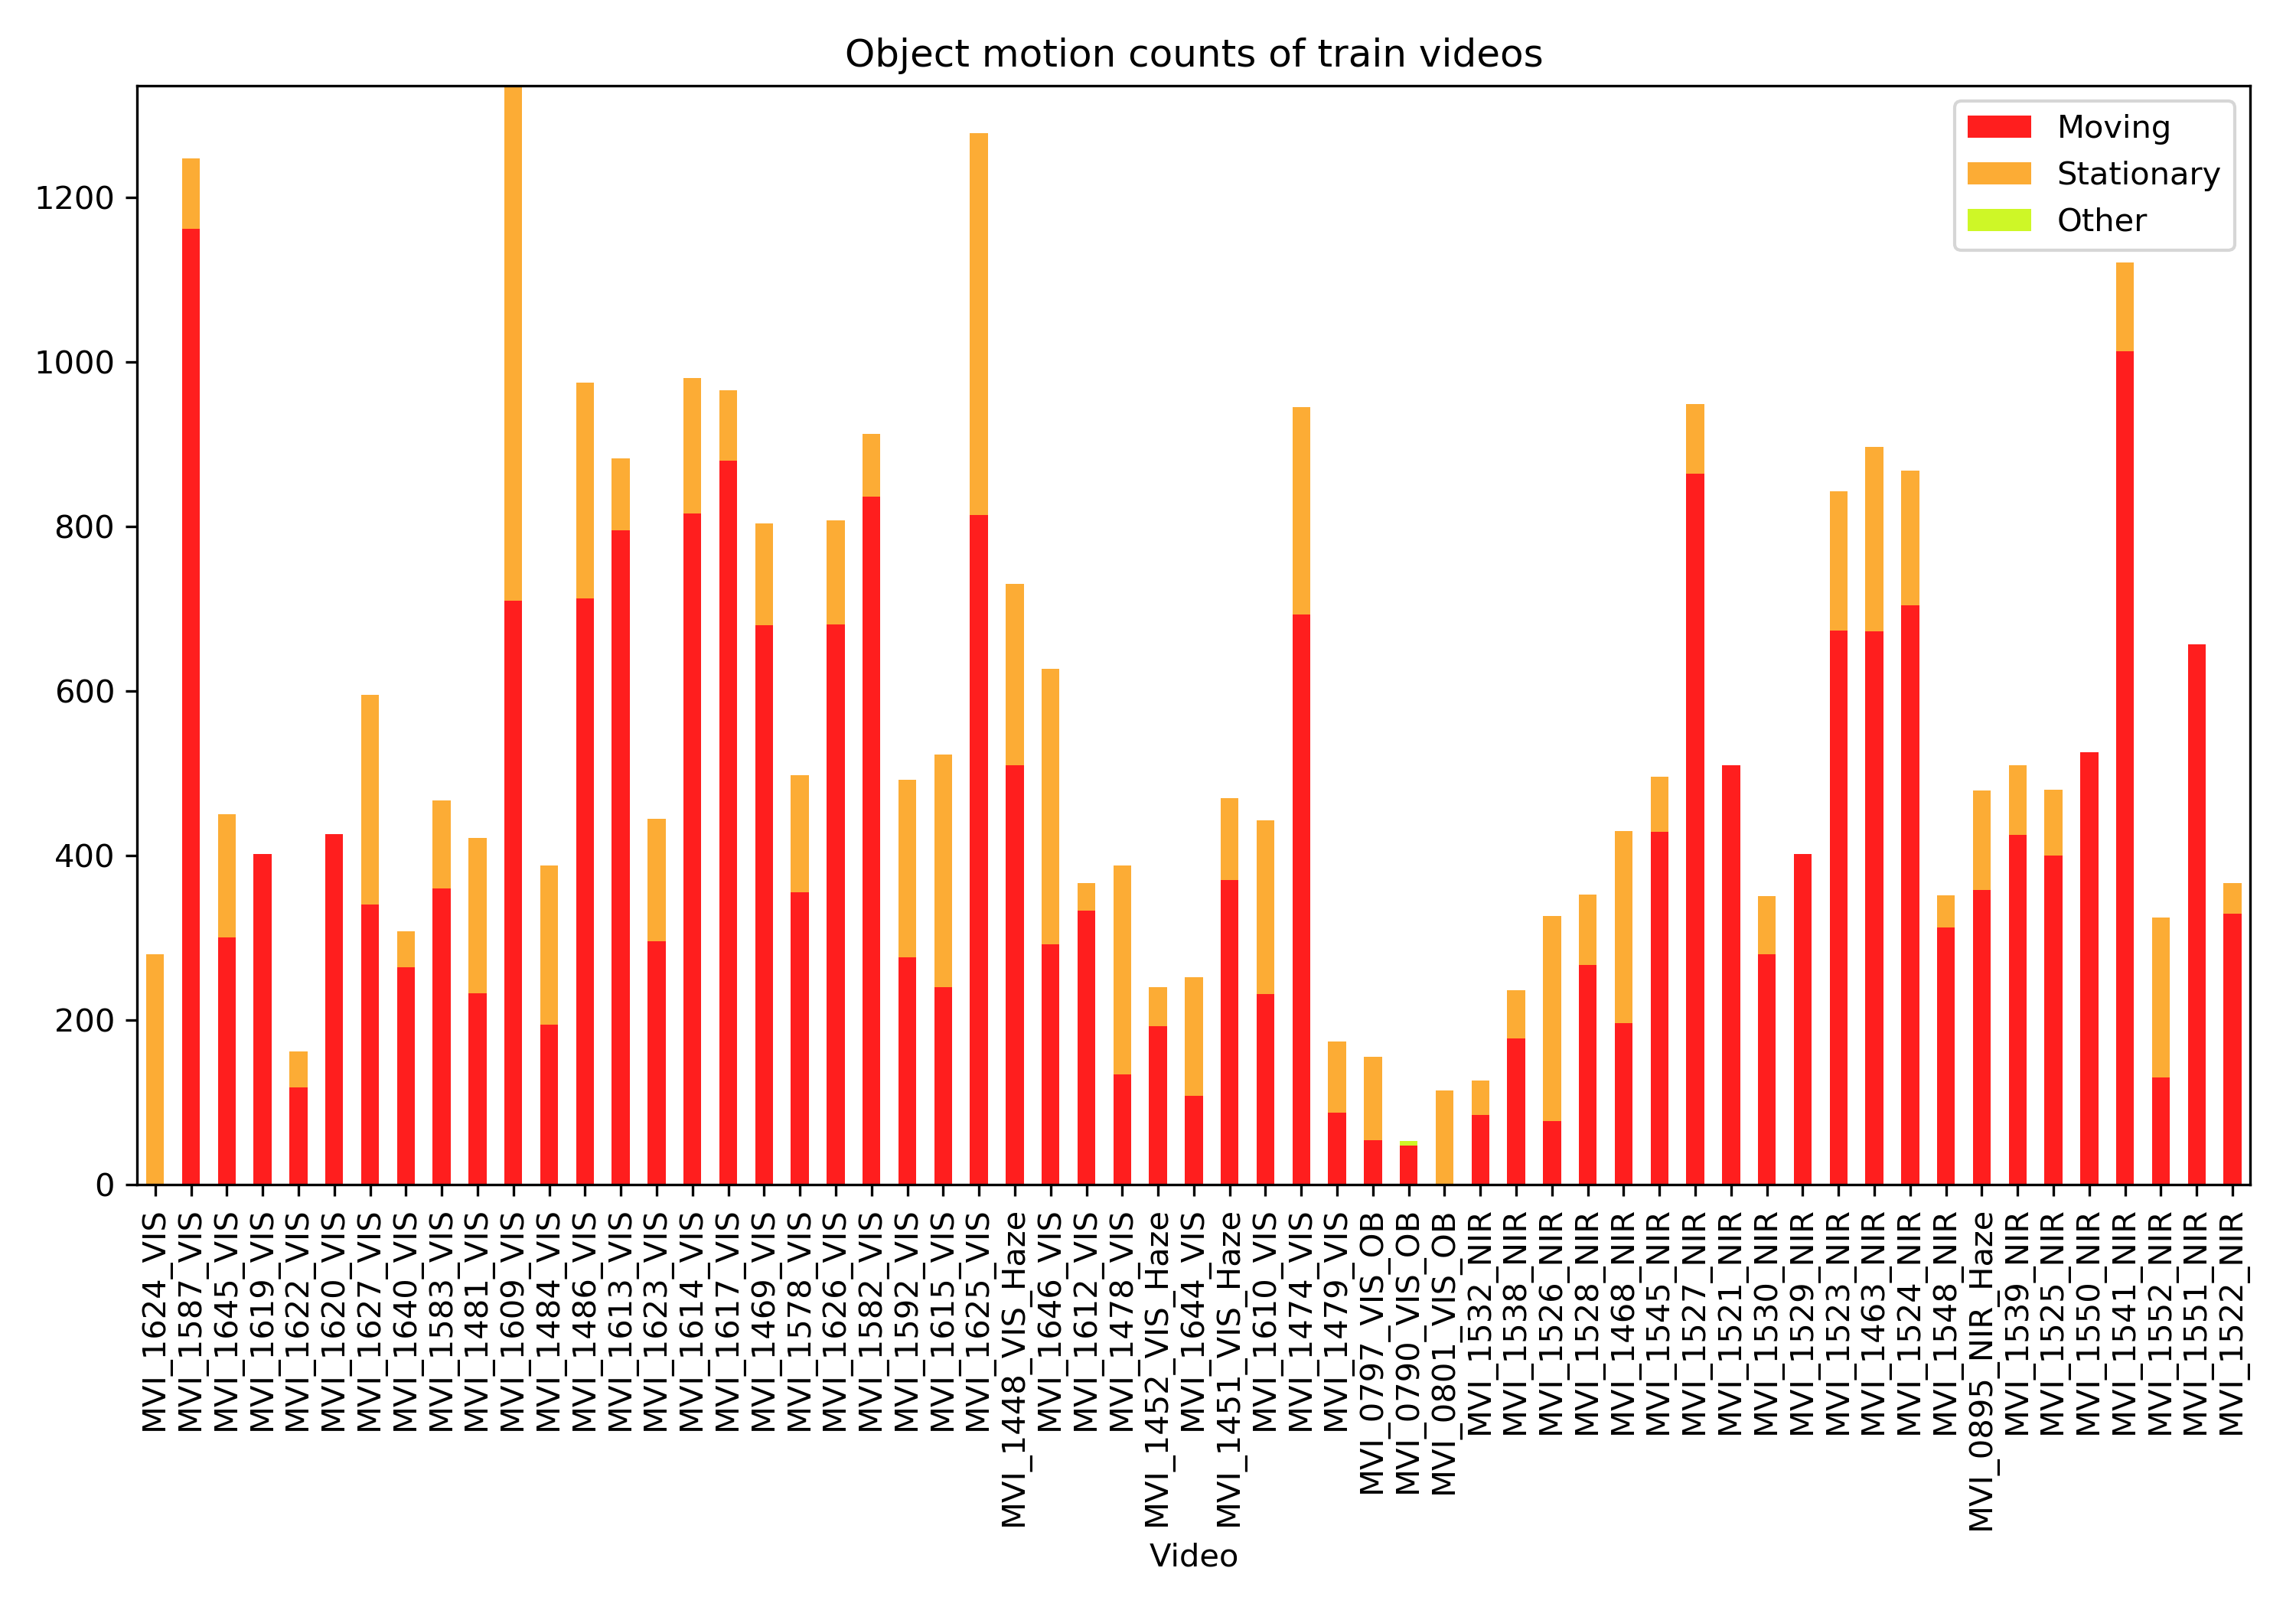 Object motion counts of train videos
Moving
Stationary
Other
1200
1000
800
600
400
200
0
MVI_1624_VIS
MVI_1587_VIS
MVI_1645_VIS
MVI_1619_VIS
MVI_1622_VIS
MVI_1620_VIS
MVI_1627_VIS
MVI_1640_VIS
MVI_1583_VIS
MVI_1481_VIS
MVI_1609_VIS
MVI_1484_VIS
MVI_1486_VIS
MVI_1613_VIS
MVI_1623_VIS
MVI_1614_VIS
MVI_1617_VIS
MVI_1469_VIS
MVI_1578_VIS
MVI_1626_VIS
MVI_1582_VIS
MVI_1592_VIS
MVI_1615_VIS
MVI_1625_VIS
MVI_1448_VIS_Haze
MVI_1646_VIS
MVI_1612_VIS
MVI_1478_VIS
MVI_1452_VIS_Haze
MVI_1644_VIS
MVI_1451_VIS_Haze
MVI_1610_VIS
MVI_1474_VIS
MVI_1479_VIS
MVI_0797_VIS_OB
MVI_0790_VIS_OB
MVI_0801_VIS_OB
MVI_1532_NIR
MVI_1538_NIR
MVI_1526_NIR
MVI_1528_NIR
MVI_1468_NIR
MVI_1545_NIR
MVI_1527_NIR
MVI_1521_NIR
MVI_1530_NIR
MVI_1529_NIR
MVI_1523_NIR
MVI_1463_NIR
MVI_1524_NIR
MVI_1548_NIR
MVI_0895_NIR_Haze
MVI_1539_NIR
MVI_1525_NIR
MVI_1550_NIR
MVI_1541_NIR
MVI_1552_NIR
MVI_1551_NIR
MVI_1522_NIR
Video